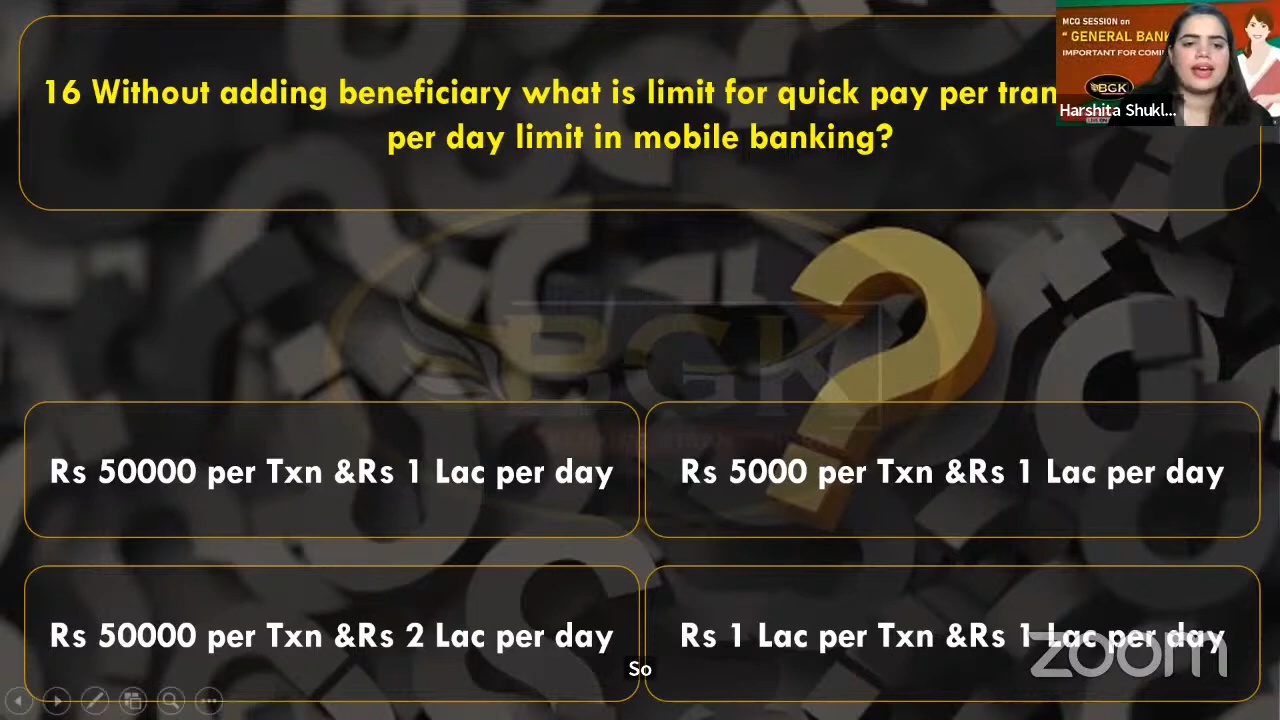 16 Without adding beneficiary what is limit for quick pay per
per day limit in mobile banking?
MCQ SESSION on
" GENERAL
IMPORTANT FOR
BGK
Harshita Shukl...
BGK
Rs 50000 per Txn &Rs 1 Lac per day
Rs 5000 per Txn &Rs 1 Lac per day
Rs 50000 per Txn &Rs 2 Lac per day
Rs 1 Lac per Txn &Rs 1 Lac per day
So
zoom